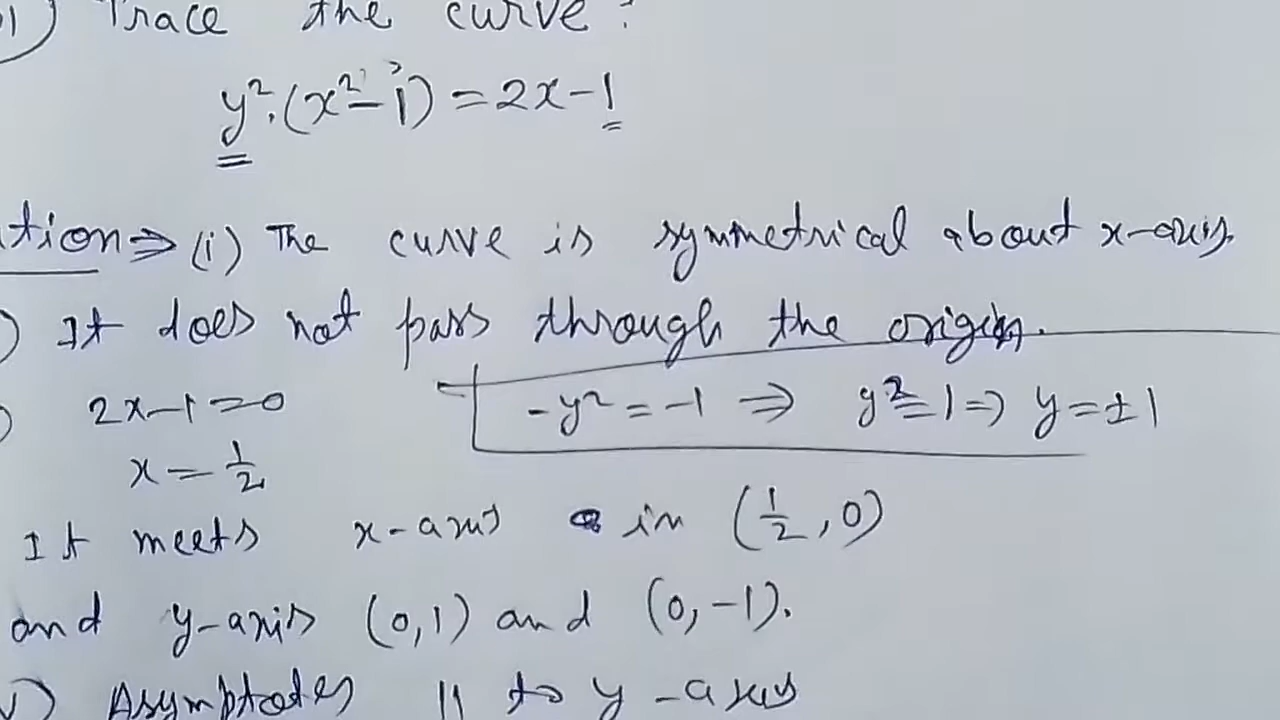 1) Trace the curve:
y².(x²-1) = 2x-1
ation ⇒ (i) The curve is symmetrical about x-axis
) It does not pass through the origin.
) 2x-1=0
-y² = -1 ⇒ y²=1 ⇒ y=±1
x = 1/2
It meets x-axis in (1/2, 0)
and y-axis (0,1) and (0,-1).
v) Asymptotes || to y-axis